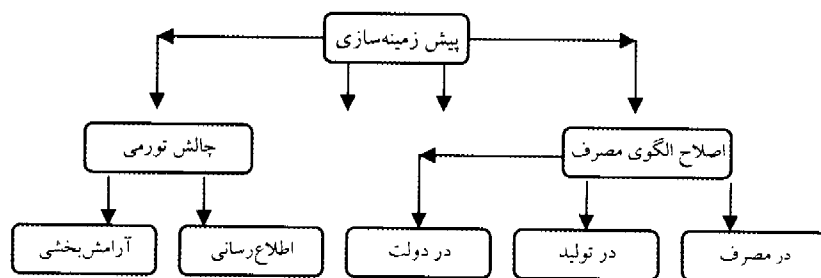 پیش زمینه‌سازی
اصلاح الگوی مصرف
چالش تورمی
در مصرف
در تولید
در دولت
اطلاع‌رسانی
آرامش‌بخشی